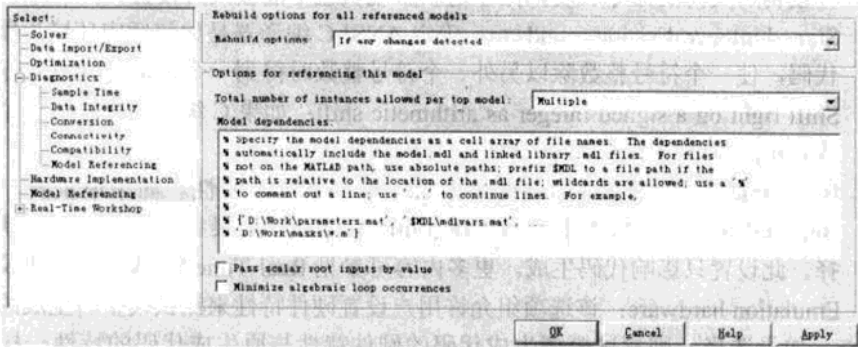 Select:
Solver
Data Import/Export
Optimization
Diagnostics
Sample Time
Data Integrity
Conversion
Connectivity
Compatibility
Model Referencing
Hardware Implementation
Model Referencing
Real-Time Workshop
Rebuild options for all referenced models
Rebuild options
If any changes detected
Options for referencing this model
Total number of instances allowed per top model:
Multiple
Model dependencies:
% Specify the model dependencies as a cell array of file names. The dependencies
% automatically include the model.mdl and linked library .mdl files. For files
% not on the MATLAB path, use absolute paths; prefix $MDL to a file path if the
% path is relative to the location of the .mdl file; wildcards are allowed; use a '%'
% to comment out a line; use '...' to continue lines. For example,
%
% {'D:\Work\parameters.mat', '$MDL\mdlvars.mat',
% 'D:\Work\masks\*.m'}
Pass scalar root inputs by value
Minimize algebraic loop occurrences
OK
Cancel
Help
Apply